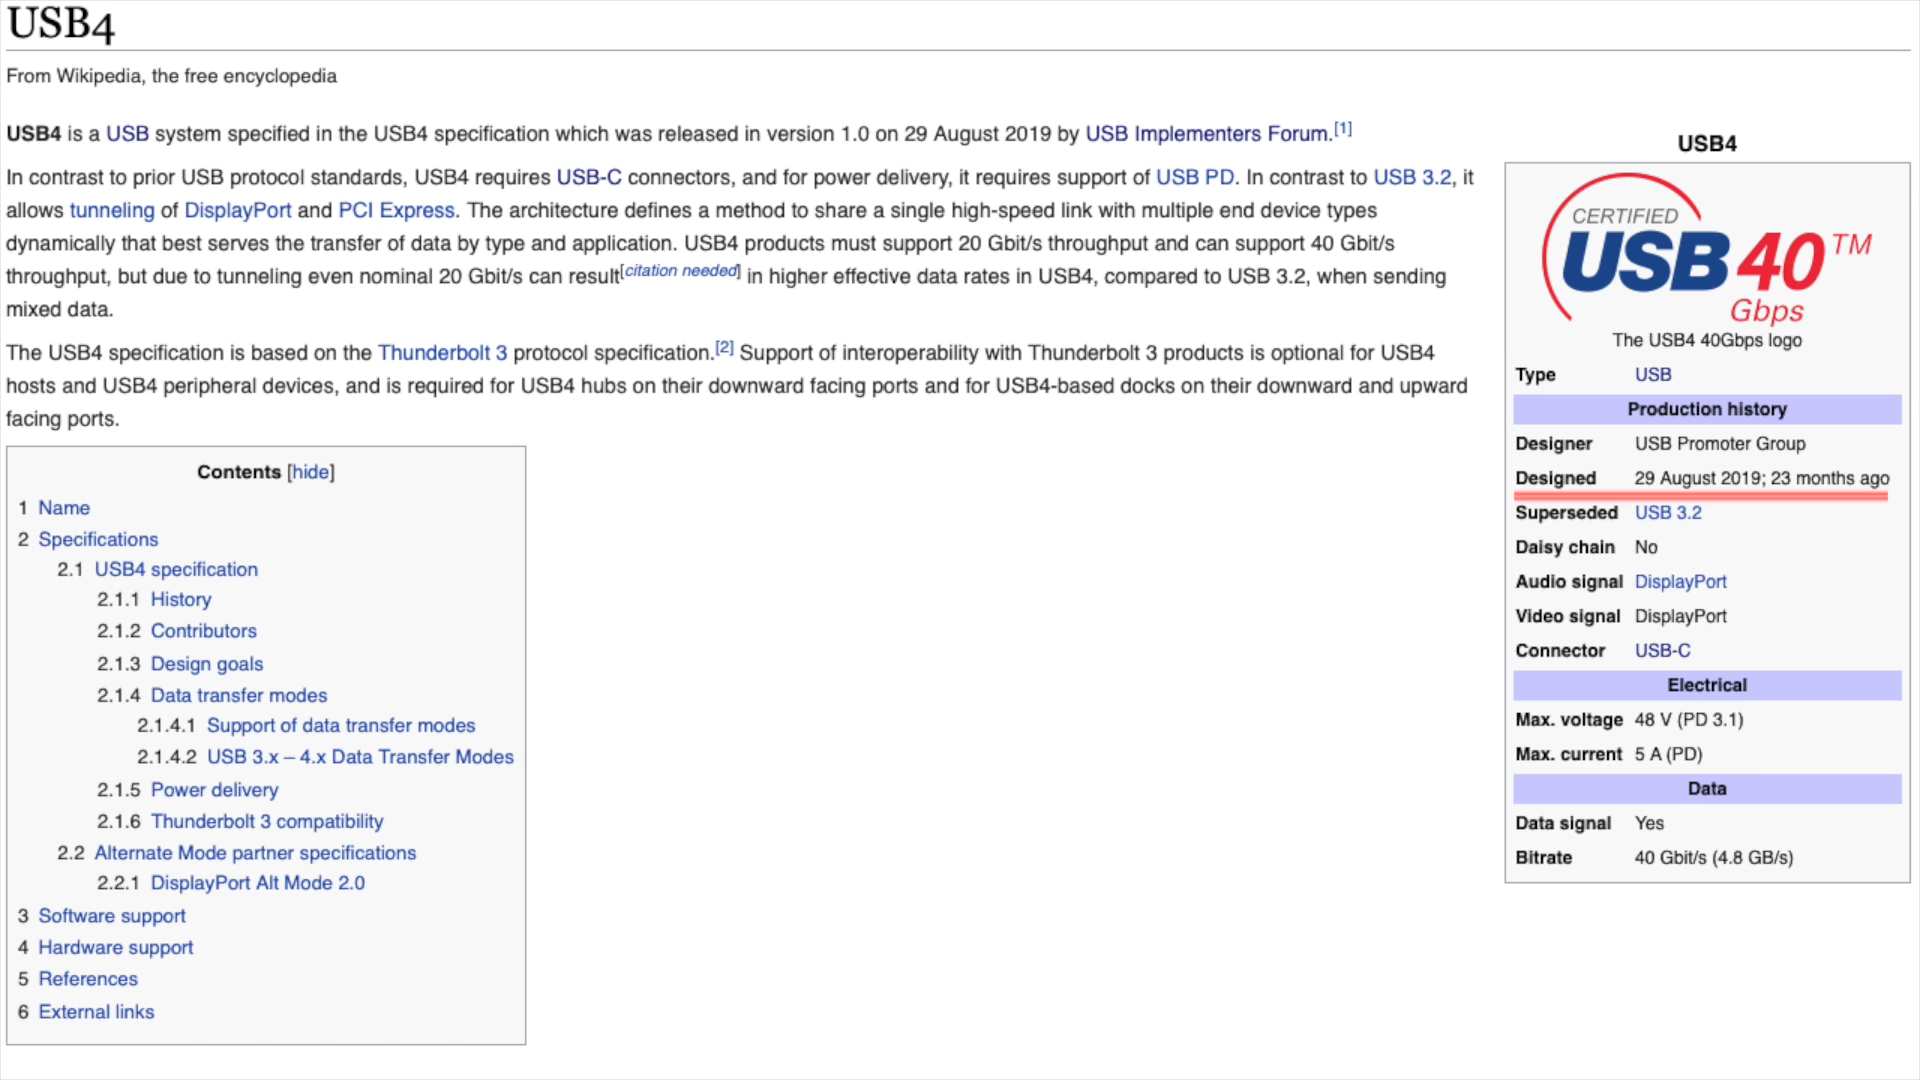 USB4
From Wikipedia, the free encyclopedia
USB4 is a USB system specified in the USB4 specification which was released in version 1.0 on 29 August 2019 by USB Implementers Forum.[1]
In contrast to prior USB protocol standards, USB4 requires USB-C connectors, and for power delivery, it requires support of USB PD. In contrast to USB 3.2, it
allows tunneling of DisplayPort and PCI Express. The architecture defines a method to share a single high-speed link with multiple end device types
dynamically that best serves the transfer of data by type and application. USB4 products must support 20 Gbit/s throughput and can support 40 Gbit/s
throughput, but due to tunneling even nominal 20 Gbit/s can result[citation needed] in higher effective data rates in USB4, compared to USB 3.2, when sending
mixed data.
The USB4 specification is based on the Thunderbolt 3 protocol specification.[2] Support of interoperability with Thunderbolt 3 products is optional for USB4
hosts and USB4 peripheral devices, and is required for USB4 hubs on their downward facing ports and for USB4-based docks on their downward and upward
facing ports.
Contents [hide]
1 Name
2 Specifications
2.1 USB4 specification
2.1.1 History
2.1.2 Contributors
2.1.3 Design goals
2.1.4 Data transfer modes
2.1.4.1 Support of data transfer modes
2.1.4.2 USB 3.x – 4.x Data Transfer Modes
2.1.5 Power delivery
2.1.6 Thunderbolt 3 compatibility
2.2 Alternate Mode partner specifications
2.2.1 DisplayPort Alt Mode 2.0
3 Software support
4 Hardware support
5 References
6 External links
USB4
CERTIFIED
USB 40 TM
Gbps
The USB4 40Gbps logo
Type USB
Production history
Designer USB Promoter Group
Designed 29 August 2019; 23 months ago
Superseded USB 3.2
Daisy chain No
Audio signal DisplayPort
Video signal DisplayPort
Connector USB-C
Electrical
Max. voltage 48 V (PD 3.1)
Max. current 5 A (PD)
Data
Data signal Yes
Bitrate 40 Gbit/s (4.8 GB/s)